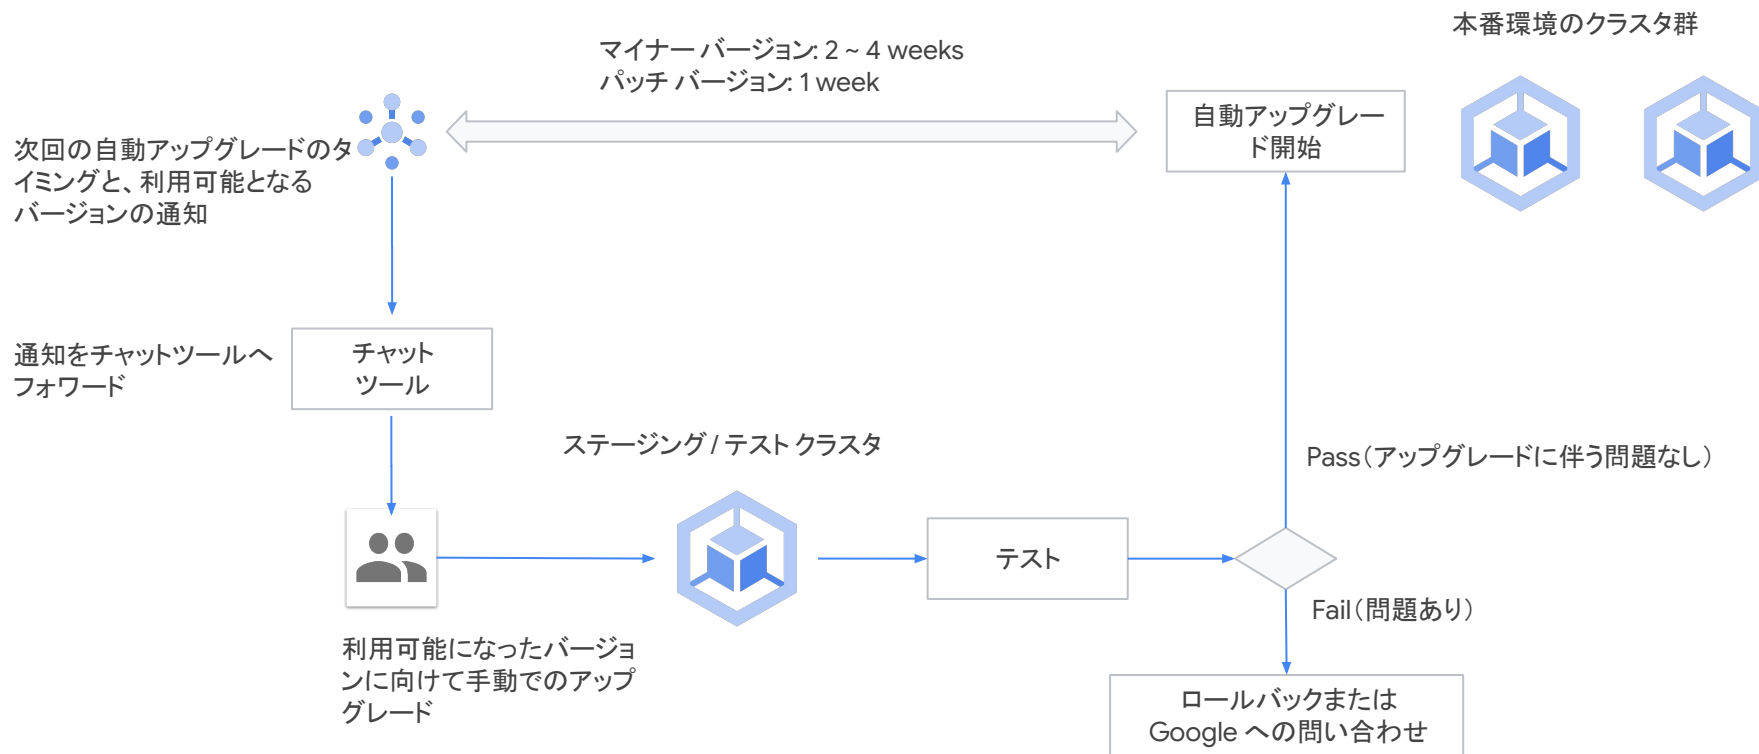 本番環境のクラスタ群
マイナー バージョン: 2 ~ 4 weeks
パッチ バージョン: 1 week
自動アップグレー
ド開始
次回の自動アップグレードのタ
イミングと、利用可能となる
バージョンの通知
通知をチャットツールへ
フォワード
チャット
ツール
ステージング / テスト クラスタ
Pass（アップグレードに伴う問題なし）
テスト
Fail（問題あり）
利用可能になったバージョ
ンに向けて手動でのアップ
グレード
ロールバックまたは
Google への問い合わせ